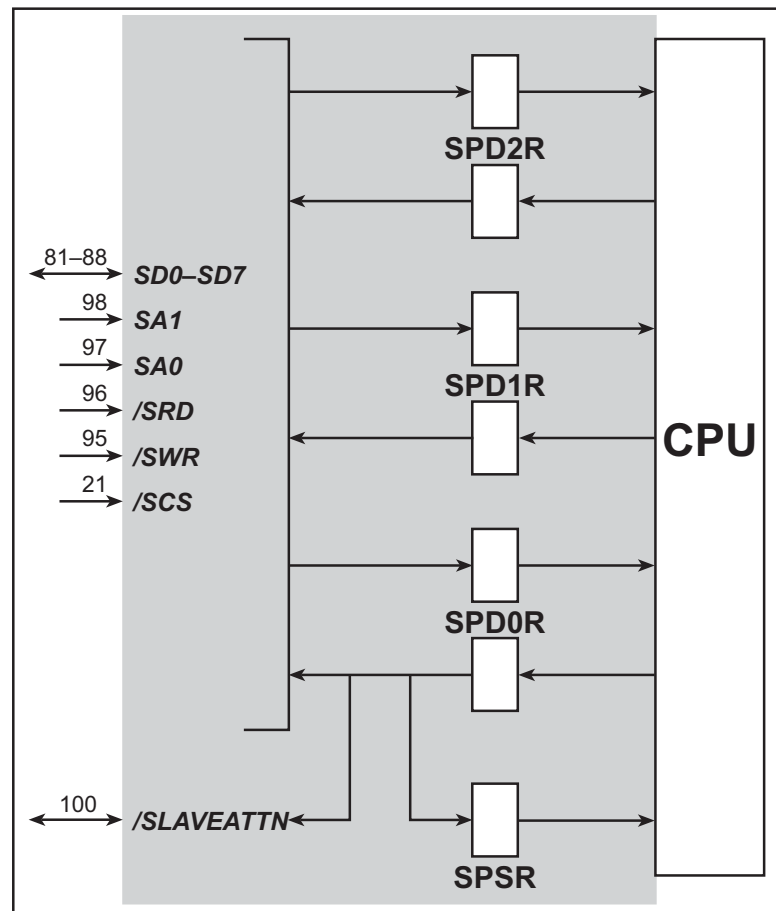 SPD2R
81–88
SD0–SD7
98
SA1
97
SA0
SPD1R
96
/SRD
95
/SWR
CPU
21
/SCS
SPD0R
100
/SLAVEATTN
SPSR